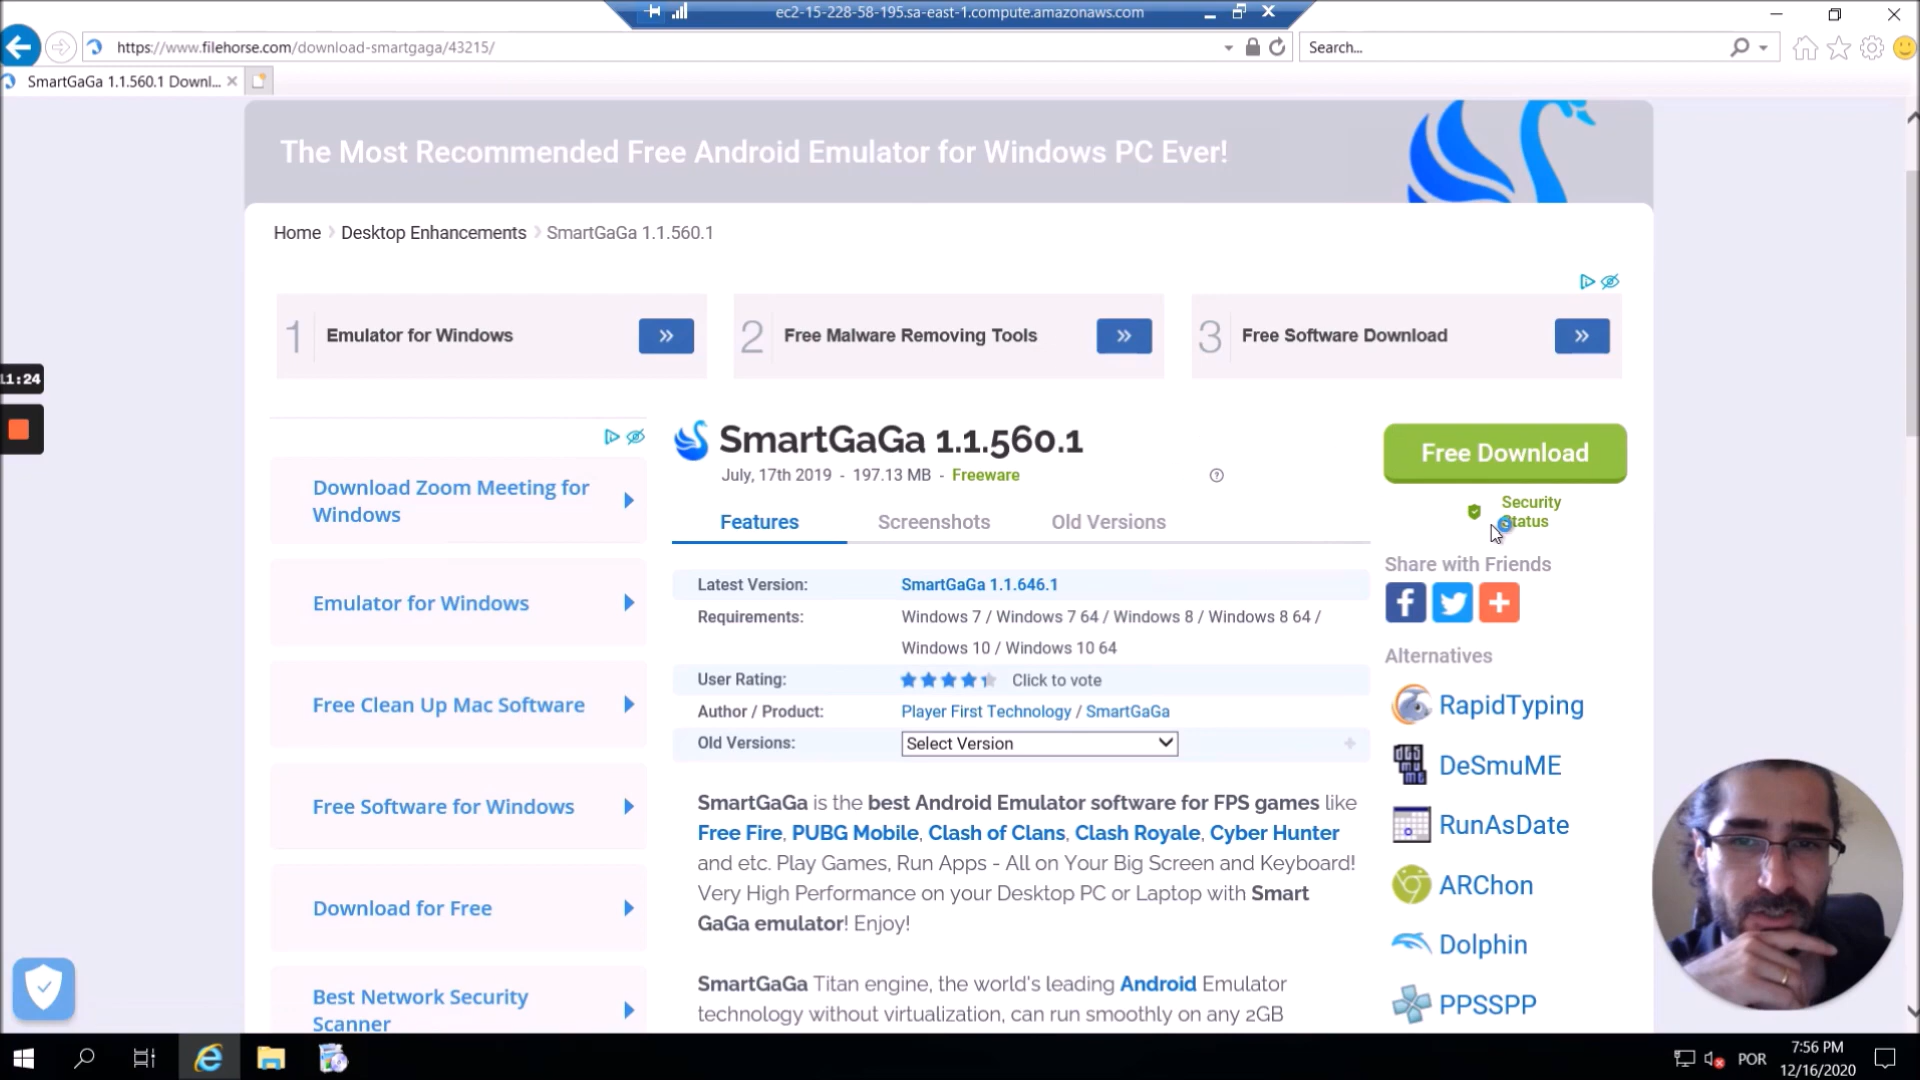 ec2-15-228-58-195.sa-east-1.compute.amazonaws.com
https://www.filehorse.com/download-smartgaga/43215/
Search...
SmartGaGa 1.1.560.1 Downl...
The Most Recommended Free Android Emulator for Windows PC Ever!
Home Desktop Enhancements SmartGaGa 1.1.560.1
1 Emulator for Windows
2 Free Malware Removing Tools
3 Free Software Download
11:24
Download Zoom Meeting for
Windows
Emulator for Windows
Free Clean Up Mac Software
Free Software for Windows
Download for Free
Best Network Security
Scanner
SmartGaGa 1.1.560.1
July, 17th 2019 - 197.13 MB - Freeware
Features Screenshots Old Versions
Latest Version: SmartGaGa 1.1.646.1
Requirements: Windows 7 / Windows 7 64 / Windows 8 / Windows 8 64 /
Windows 10 / Windows 10 64
User Rating: Click to vote
Author / Product: Player First Technology / SmartGaGa
Old Versions: Select Version
SmartGaGa is the best Android Emulator software for FPS games like
Free Fire, PUBG Mobile, Clash of Clans, Clash Royale, Cyber Hunter
and etc. Play Games, Run Apps - All on Your Big Screen and Keyboard!
Very High Performance on your Desktop PC or Laptop with Smart
GaGa emulator! Enjoy!
SmartGaGa Titan engine, the world's leading Android Emulator
technology without virtualization, can run smoothly on any 2GB
Free Download
Security
Status
Share with Friends
Alternatives
RapidTyping
DeSmuME
RunAsDate
ARChon
Dolphin
PPSSPP
POR
7:56 PM
12/16/2020